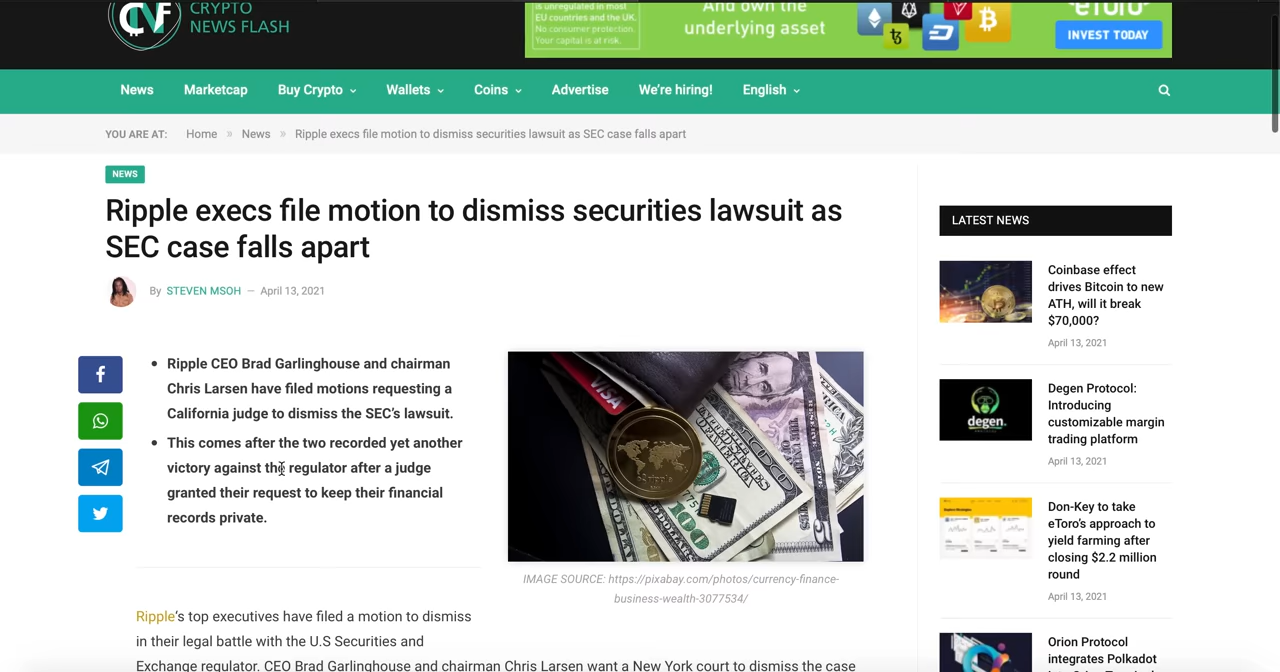 CRYPTO
NEWS FLASH
is unregulated in most
EU countries and the UK.
No consumer protection.
Your capital is at risk.
And own the
underlying asset
eToro
INVEST TODAY
News
Marketcap
Buy Crypto
Wallets
Coins
Advertise
We're hiring!
English
YOU ARE AT: Home » News » Ripple execs file motion to dismiss securities lawsuit as SEC case falls apart
NEWS
Ripple execs file motion to dismiss securities lawsuit as
SEC case falls apart
By STEVEN MSOH — April 13, 2021
• Ripple CEO Brad Garlinghouse and chairman
Chris Larsen have filed motions requesting a
California judge to dismiss the SEC's lawsuit.
• This comes after the two recorded yet another
victory against the regulator after a judge
granted their request to keep their financial
records private.
VISA
100
IMAGE SOURCE: https://pixabay.com/photos/currency-finance-
business-wealth-3077534/
Ripple's top executives have filed a motion to dismiss
in their legal battle with the U.S Securities and
Exchange regulator. CEO Brad Garlinghouse and chairman Chris Larsen want a New York court to dismiss the case
LATEST NEWS
Coinbase effect
drives Bitcoin to new
ATH, will it break
$70,000?
April 13, 2021
degen.
Degen Protocol:
Introducing
customizable margin
trading platform
April 13, 2021
Don-Key to take
eToro's approach to
yield farming after
closing $2.2 million
round
April 13, 2021
Orion Protocol
integrates Polkadot